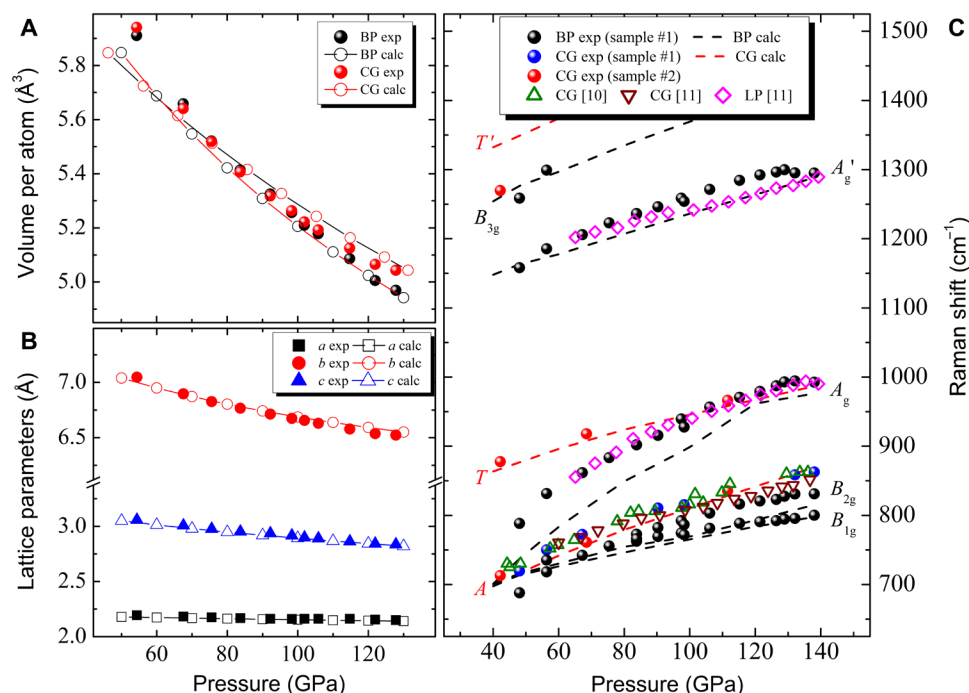 A
BP exp
BP calc
CG exp
CG calc
Volume per atom (Å³)
5.8
5.6
5.4
5.2
5.0
B
a exp a calc
b exp b calc
c exp c calc
Lattice parameters (Å)
7.0
6.5
3.0
2.5
2.0
60 80 100 120
Pressure (GPa)
C
BP exp (sample #1) BP calc
CG exp (sample #1) CG calc
CG exp (sample #2)
CG [10] CG [11] LP [11]
T'
B3g
Ag'
T
Ag
B2g
B1g
A
1500
1400
1300
1200
1100
1000
900
800
700
Raman shift (cm⁻¹)
40 60 80 100 120 140
Pressure (GPa)